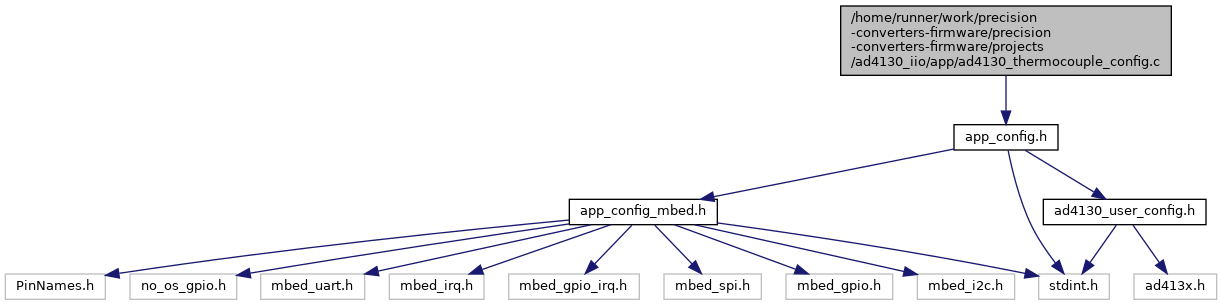 /home/runner/work/precision
-converters-firmware/precision
-converters-firmware/projects
/ad4130_iio/app/ad4130_thermocouple_config.c
app_config.h
app_config_mbed.h
ad4130_user_config.h
PinNames.h
no_os_gpio.h
mbed_uart.h
mbed_irq.h
mbed_gpio_irq.h
mbed_spi.h
mbed_gpio.h
mbed_i2c.h
stdint.h
ad413x.h